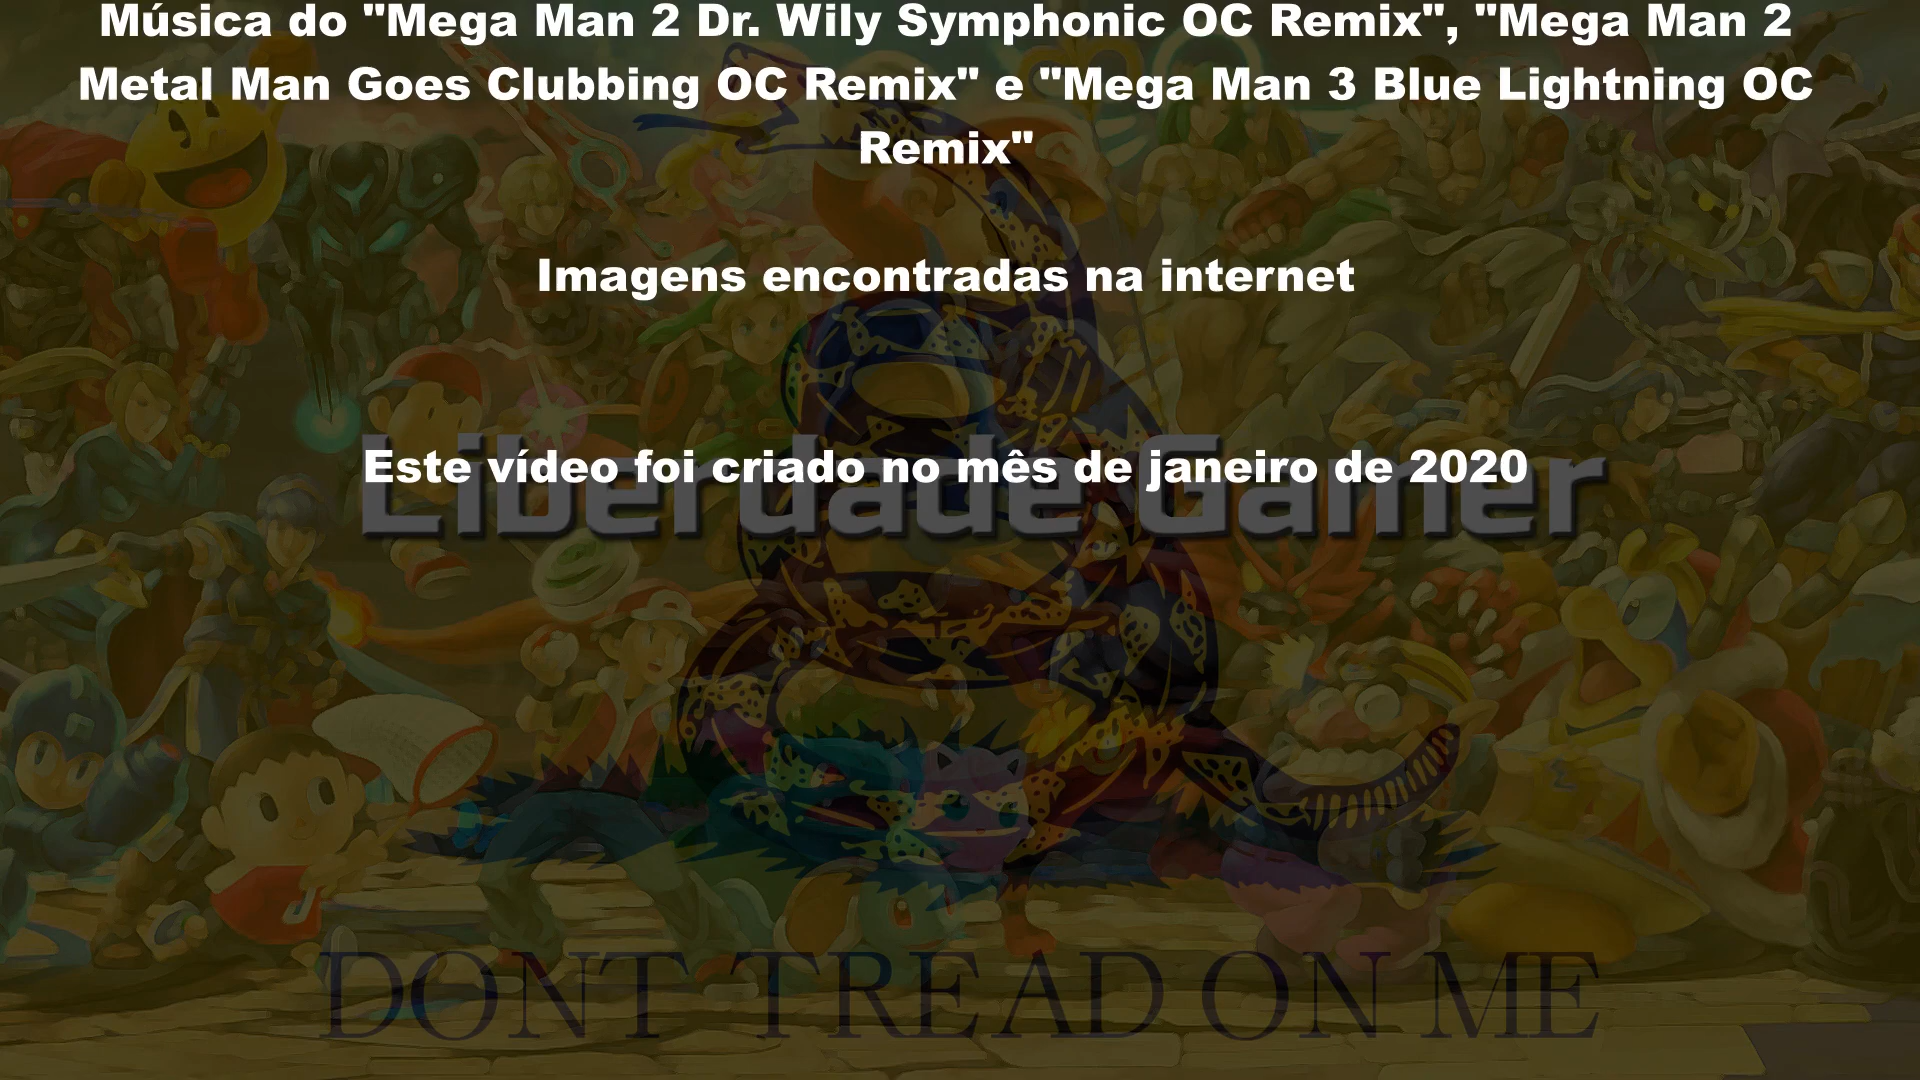 Música do "Mega Man 2 Dr. Wily Symphonic OC Remix", "Mega Man 2
Metal Man Goes Clubbing OC Remix" e "Mega Man 3 Blue Lightning OC
Remix"
Imagens encontradas na internet
Este vídeo foi criado no mês de janeiro de 2020
Liberdade Gamer
DONT TREAD ON ME